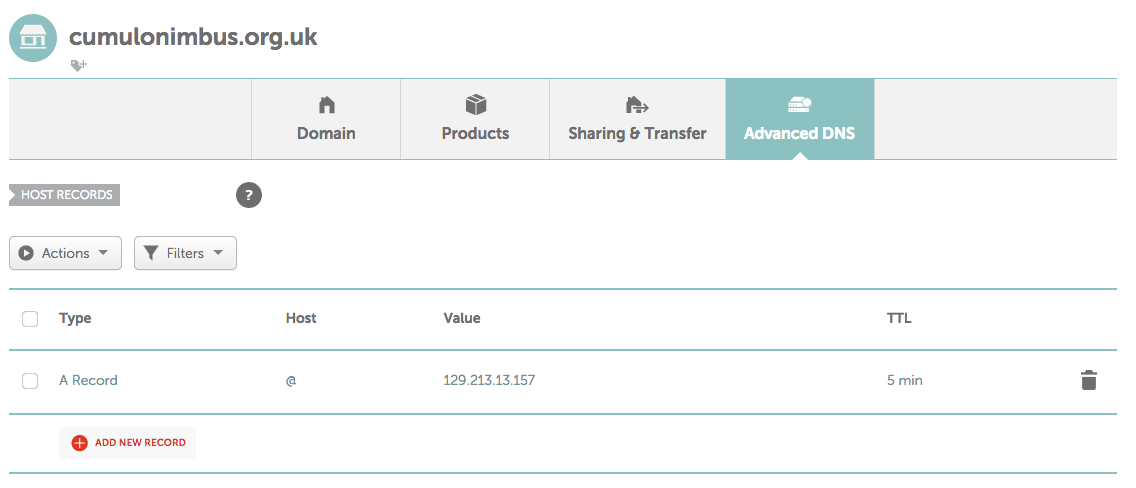 cumulonimbus.org.uk
Domain Products Sharing & Transfer Advanced DNS
HOST RECORDS ?
Actions Filters
Type Host Value TTL
A Record @ 129.213.13.157 5 min
ADD NEW RECORD